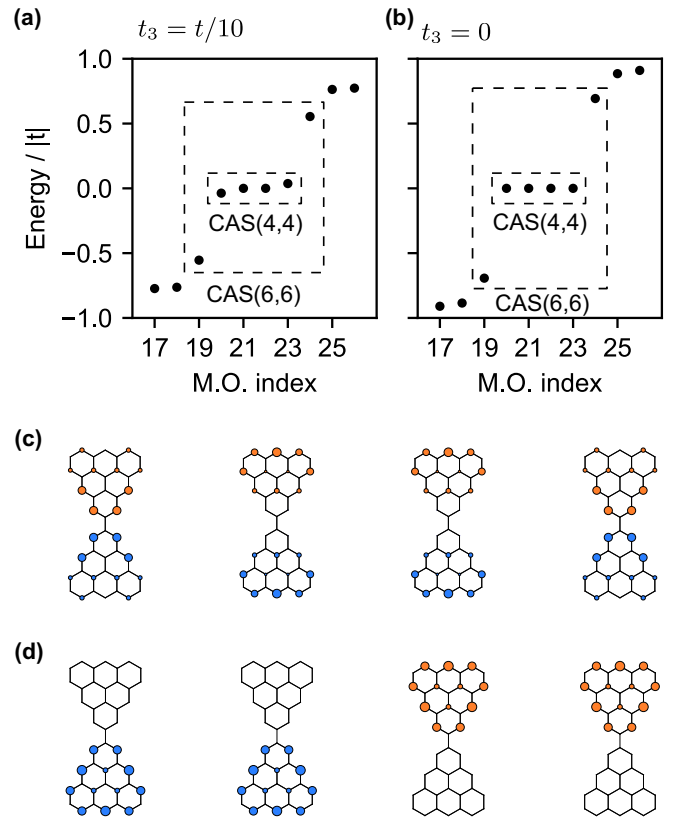 (a)
t₃ = t/10
(b)
t₃ = 0
Energy / |t|
1.0
0.5
0.0
−0.5
−1.0
CAS(4,4)
CAS(6,6)
17 19 21 23 25
M.O. index
CAS(4,4)
CAS(6,6)
17 19 21 23 25
M.O. index
(c)
(d)